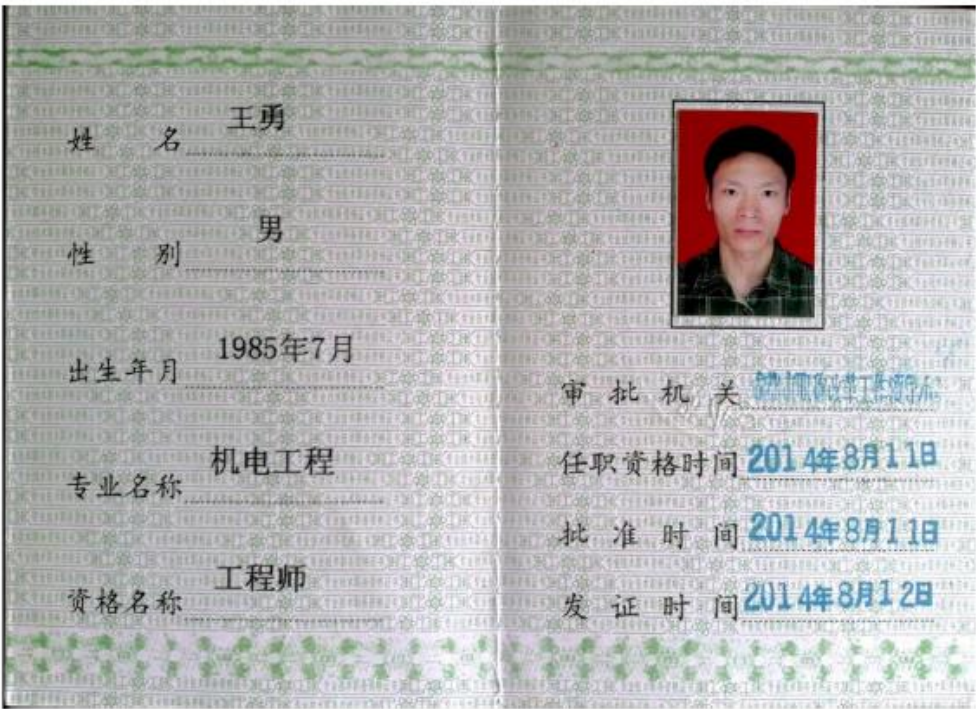 姓 名 王勇
性 别 男
出生年月 1985年7月
专业名称 机电工程
资格名称 工程师
审 批 机 关
任职资格时间 2014年8月11日
批 准 时 间 2014年8月11日
发 证 时 间 2014年8月12日